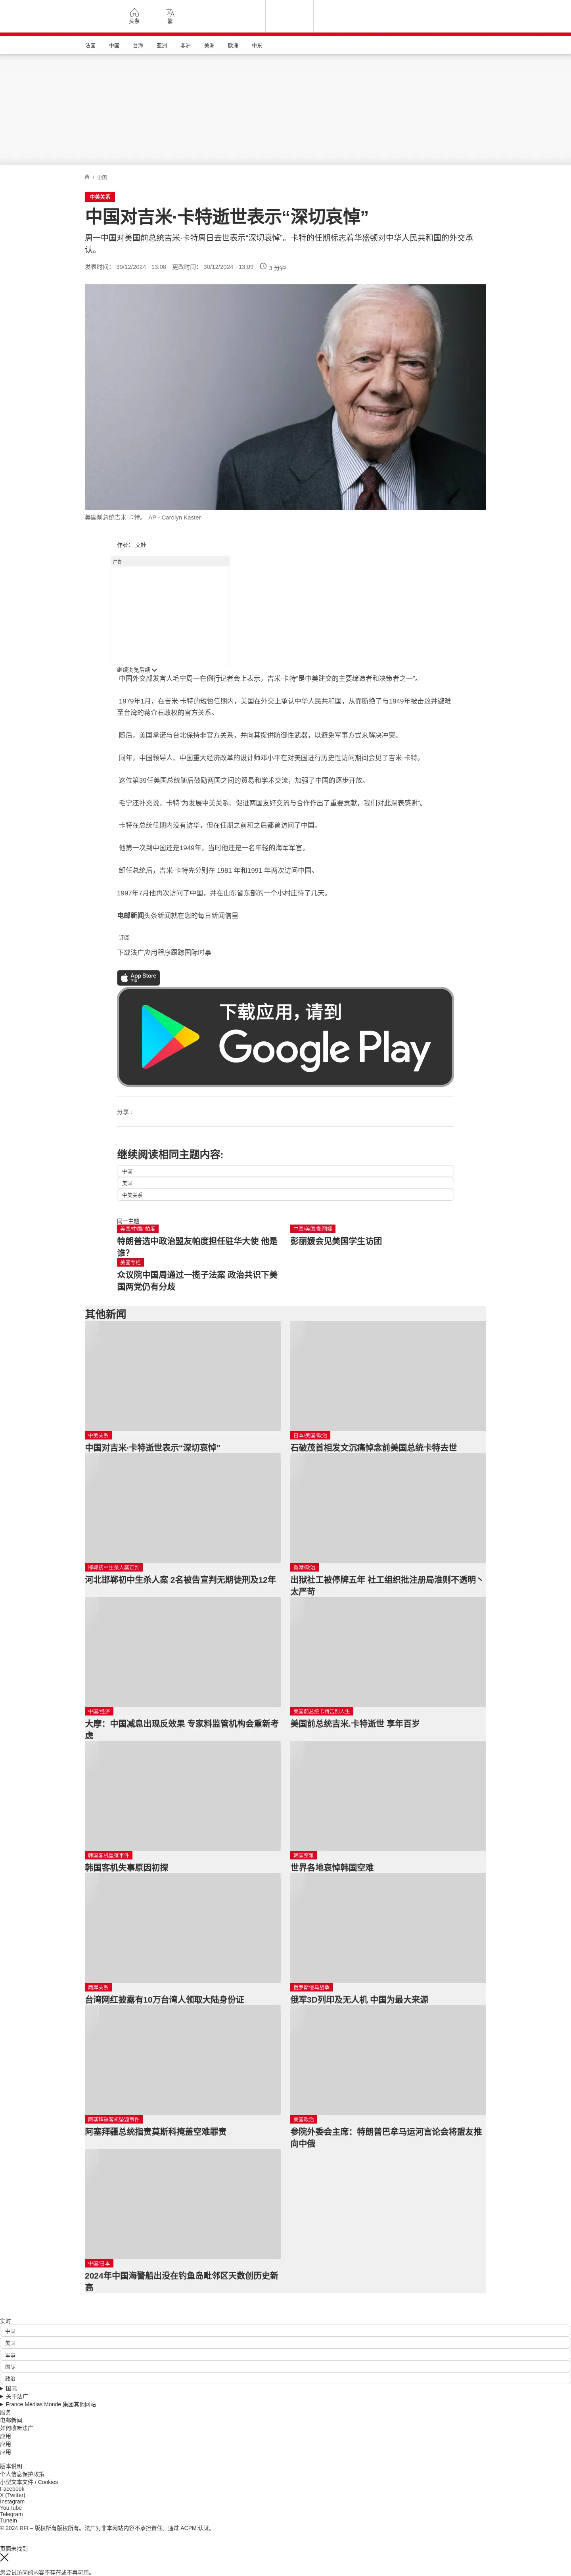 头条
繁
法国
中国
台海
亚洲
非洲
美洲
欧洲
中东
/ 中国
中美关系
中国对吉米·卡特逝世表示“深切哀悼”
周一中国对美国前总统吉米·卡特周日去世表示“深切哀悼”。卡特的任期标志着华盛顿对中华人民共和国的外交承
认。
发表时间： 30/12/2024 - 13:08 更改时间： 30/12/2024 - 13:09 3 分钟
美国前总统吉米·卡特。 AP - Carolyn Kaster
作者： 艾娃
广告
继续浏览后续
中国外交部发言人毛宁周一在例行记者会上表示，吉米·卡特“是中美建交的主要缔造者和决策者之一”。
1979年1月，在吉米·卡特的短暂任期内，美国在外交上承认中华人民共和国，从而断绝了与1949年被击败并避难
至台湾的蒋介石政权的官方关系。
随后，美国承诺与台北保持非官方关系，并向其提供防御性武器，以避免军事方式来解决冲突。
同年，中国领导人、中国重大经济改革的设计师邓小平在对美国进行历史性访问期间会见了吉米·卡特。
这位第39任美国总统随后鼓励两国之间的贸易和学术交流，加强了中国的逐步开放。
毛宁还补充说，卡特“为发展中美关系、促进两国友好交流与合作作出了重要贡献，我们对此深表感谢”。
卡特在总统任期内没有访华，但在任期之前和之后都曾访问了中国。
他第一次到中国还是1949年，当时他还是一名年轻的海军军官。
卸任总统后，吉米·卡特先分别在 1981 年和1991 年两次访问中国。
1997年7月他再次访问了中国，并在山东省东部的一个小村庄待了几天。
电邮新闻头条新闻就在您的每日新闻信里
订阅
下载法广应用程序跟踪国际时事
App Store
下载
下载应用，请到
Google Play
分享 :
继续阅读相同主题内容:
中国
美国
中美关系
同一主题
美国/中国/ 帕度
特朗普选中政治盟友帕度担任驻华大使 他是
谁?
中国/美国/彭丽媛
彭丽媛会见美国学生访团
美国专栏
众议院中国周通过一揽子法案 政治共识下美
国两党仍有分歧
其他新闻
中美关系
中国对吉米·卡特逝世表示“深切哀悼”
日本/美国/政治
石破茂首相发文沉痛悼念前美国总统卡特去世
邯郸初中生杀人案宣判
河北邯郸初中生杀人案 2名被告宣判无期徒刑及12年
香港/政治
出狱社工被停牌五年 社工组织批注册局淮则不透明丶
太严苛
中国/经济
大摩：中国减息出现反效果 专家料监管机构会重新考
虑
美国前总统卡特告别人生
美国前总统吉米.卡特逝世 享年百岁
韩国客机坠落事件
韩国客机失事原因初探
韩国空难
世界各地哀悼韩国空难
两岸关系
台湾网红披露有10万台湾人领取大陆身份证
俄罗斯侵乌战争
俄军3D列印及无人机 中国为最大来源
阿塞拜疆客机坠毁事件
阿塞拜疆总统指责莫斯科掩盖空难罪责
美国政治
参院外委会主席：特朗普巴拿马运河言论会将盟友推
向中俄
中国/日本
2024年中国海警船出没在钓鱼岛毗邻区天数创历史新
高
实时
中国
美国
军事
国际
政治
国际
关于法广
France Médias Monde 集团其他网站
服务
电邮新闻
如何收听法广
应用
应用
应用
版本说明
个人信息保护政策
小型文本文件 / Cookies
Facebook
X (Twitter)
Instagram
YouTube
Telegram
TuneIn
© 2024 RFI – 版权所有版权所有。法广对非本网站内容不承担责任。通过 ACPM 认证。
页面未找到
您尝试访问的内容不存在或不再可用。